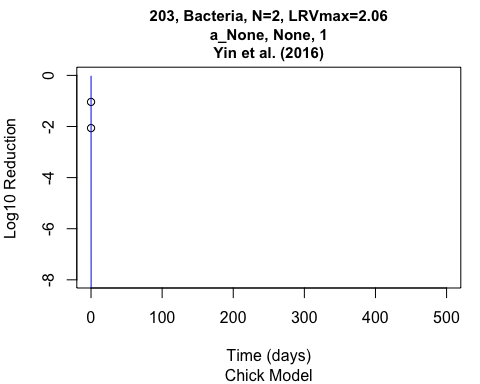 203, Bacteria, N=2, LRVmax=2.06
a_None, None, 1
Yin et al. (2016)
Log10 Reduction
0
-2
-4
-6
-8
0 100 200 300 400 500
Time (days)
Chick Model